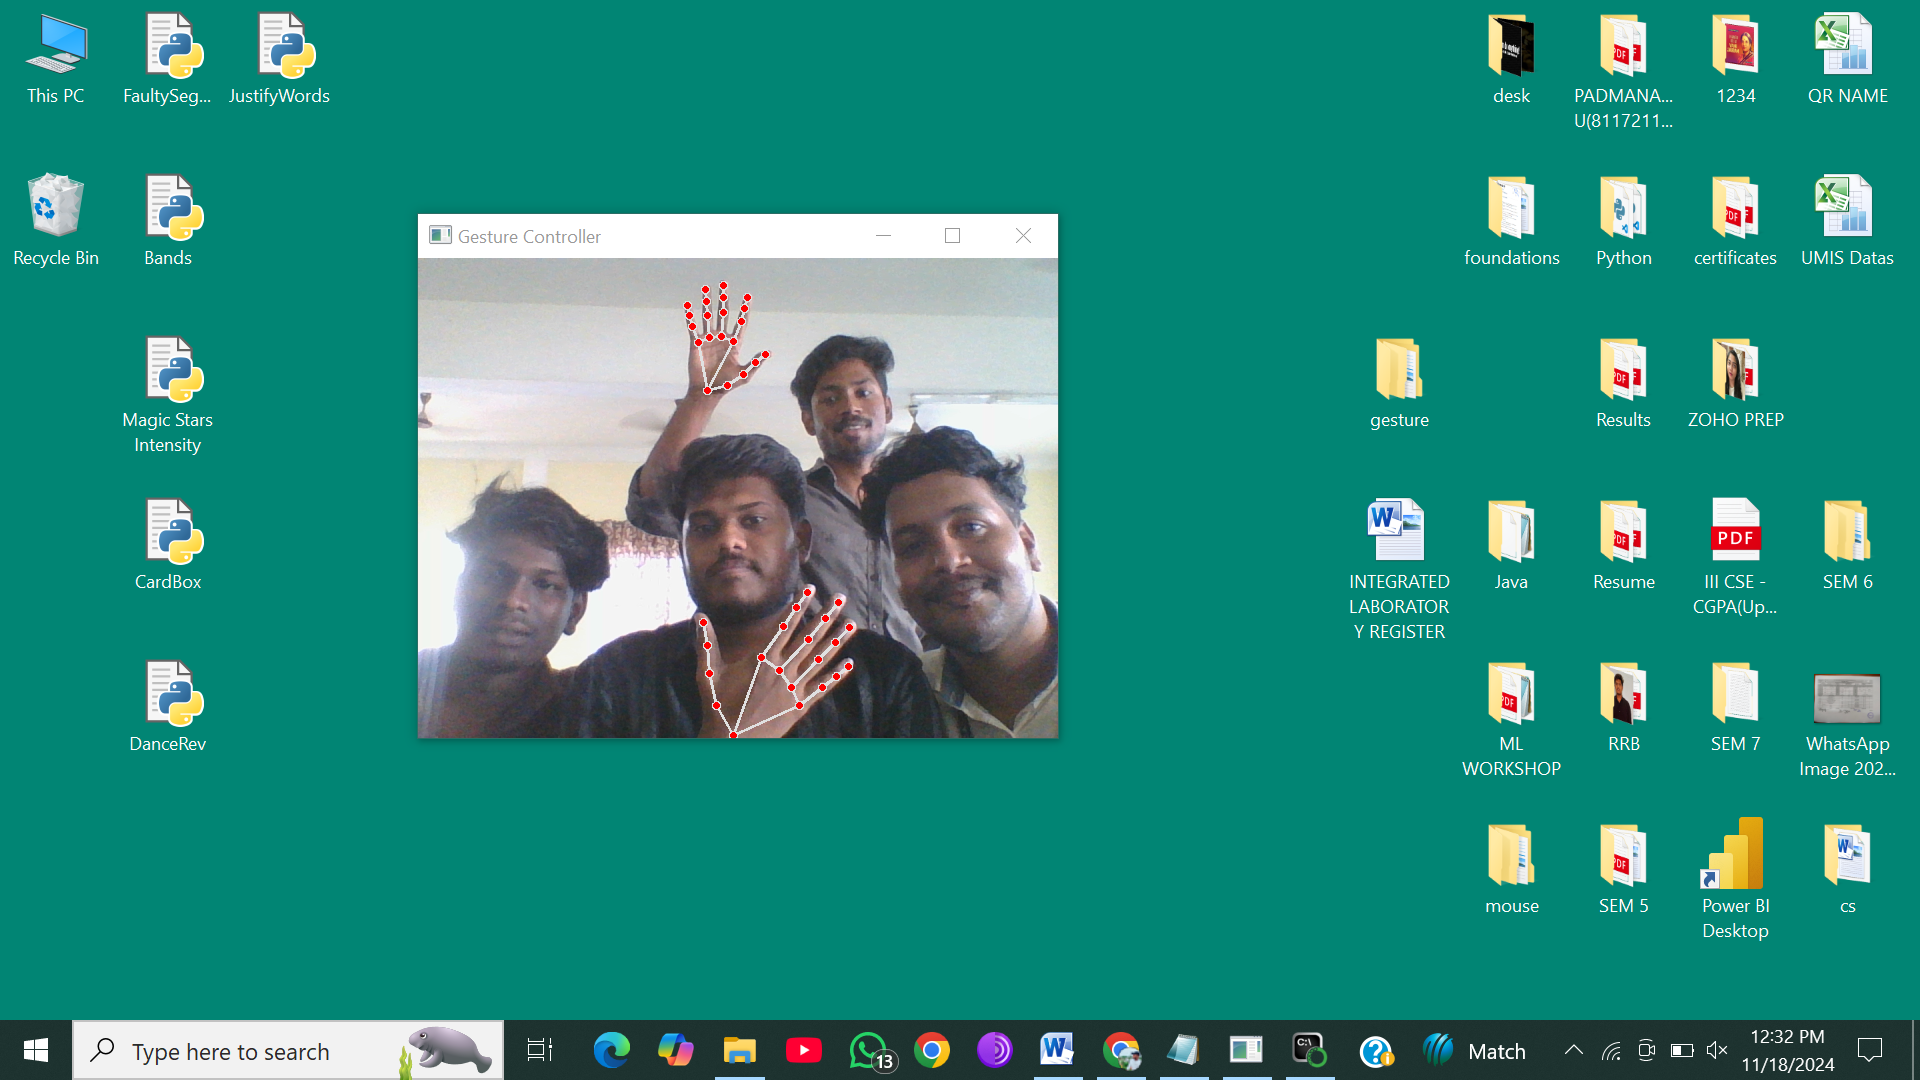 This PC
FaultySeg...
JustifyWords
desk
PADMANA...
U(8117211...
1234
QR NAME
Recycle Bin
Bands
Gesture Controller
foundations
Python
certificates
UMIS Datas
Magic Stars
Intensity
gesture
Results
ZOHO PREP
CardBox
INTEGRATED
LABORATOR
Y REGISTER
Java
Resume
PDF
III CSE -
CGPA(Up...
SEM 6
DanceRev
ML
WORKSHOP
RRB
SEM 7
WhatsApp
Image 202...
mouse
SEM 5
Power BI
Desktop
cs
Type here to search
13
Match
12:32 PM
11/18/2024